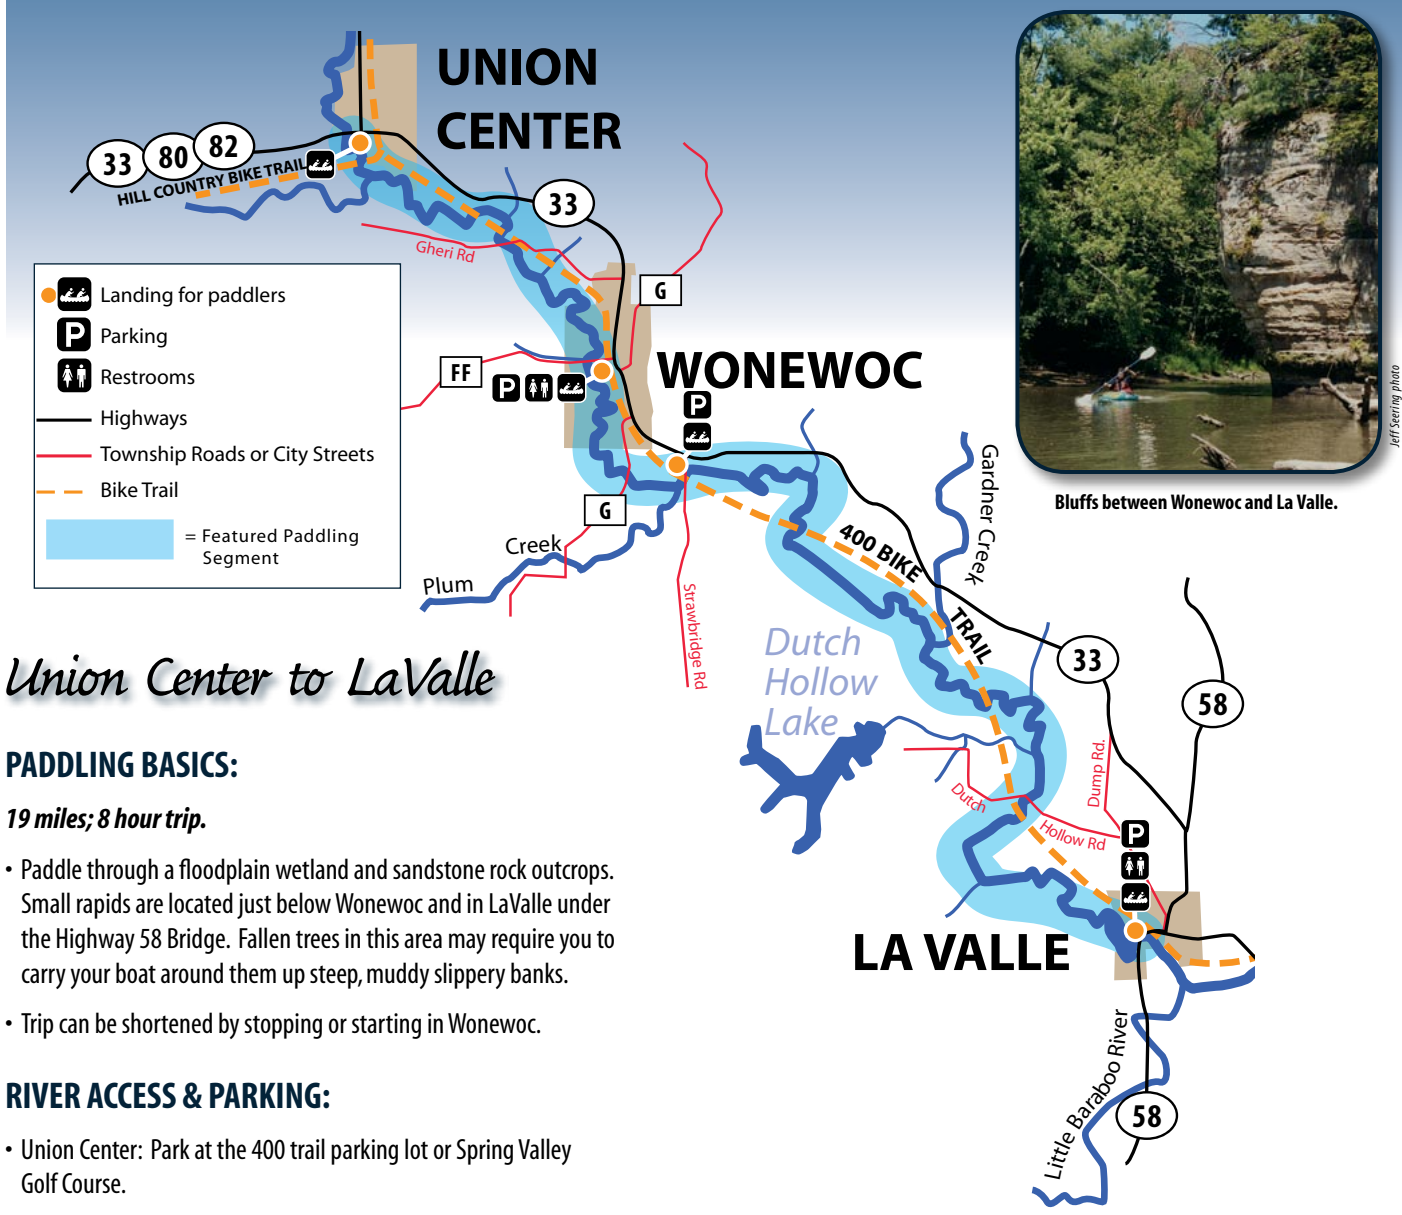 UNION
CENTER
33
80
82
HILL COUNTRY BIKE TRAIL
33
Gheri Rd
G
Landing for paddlers
P Parking
Restrooms
Highways
Township Roads or City Streets
Bike Trail
= Featured Paddling
Segment
FF
P
WONEWOC
P
G
Creek
Plum
Strawbridge Rd
400 BIKE
TRAIL
Gardner Creek
Jeff Seering photo
Bluffs between Wonewoc and La Valle.
Dutch
Hollow
Lake
33
58
Dump Rd.
Dutch
Hollow Rd
P
LA VALLE
Little Baraboo River
58
Union Center to LaValle
PADDLING BASICS:
19 miles; 8 hour trip.
• Paddle through a floodplain wetland and sandstone rock outcrops.
Small rapids are located just below Wonewoc and in LaValle under
the Highway 58 Bridge. Fallen trees in this area may require you to
carry your boat around them up steep, muddy slippery banks.
• Trip can be shortened by stopping or starting in Wonewoc.
RIVER ACCESS & PARKING:
• Union Center: Park at the 400 trail parking lot or Spring Valley
Golf Course.